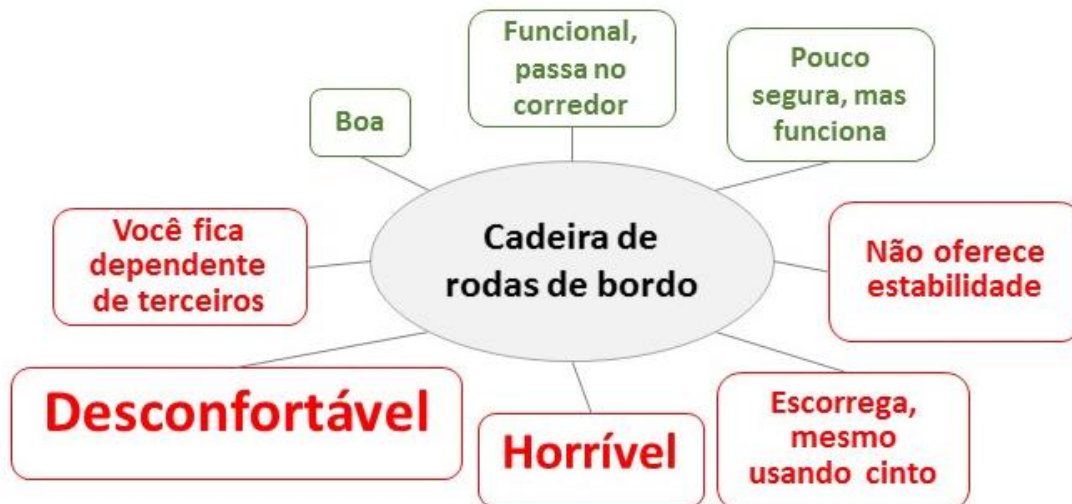 Funcional,
passa no
corredor
Pouco
segura, mas
funciona
Boa
Você fica
dependente
de terceiros
Cadeira de
rodas de bordo
Não oferece
estabilidade
Desconfortável
Horrível
Escorrega,
mesmo
usando cinto